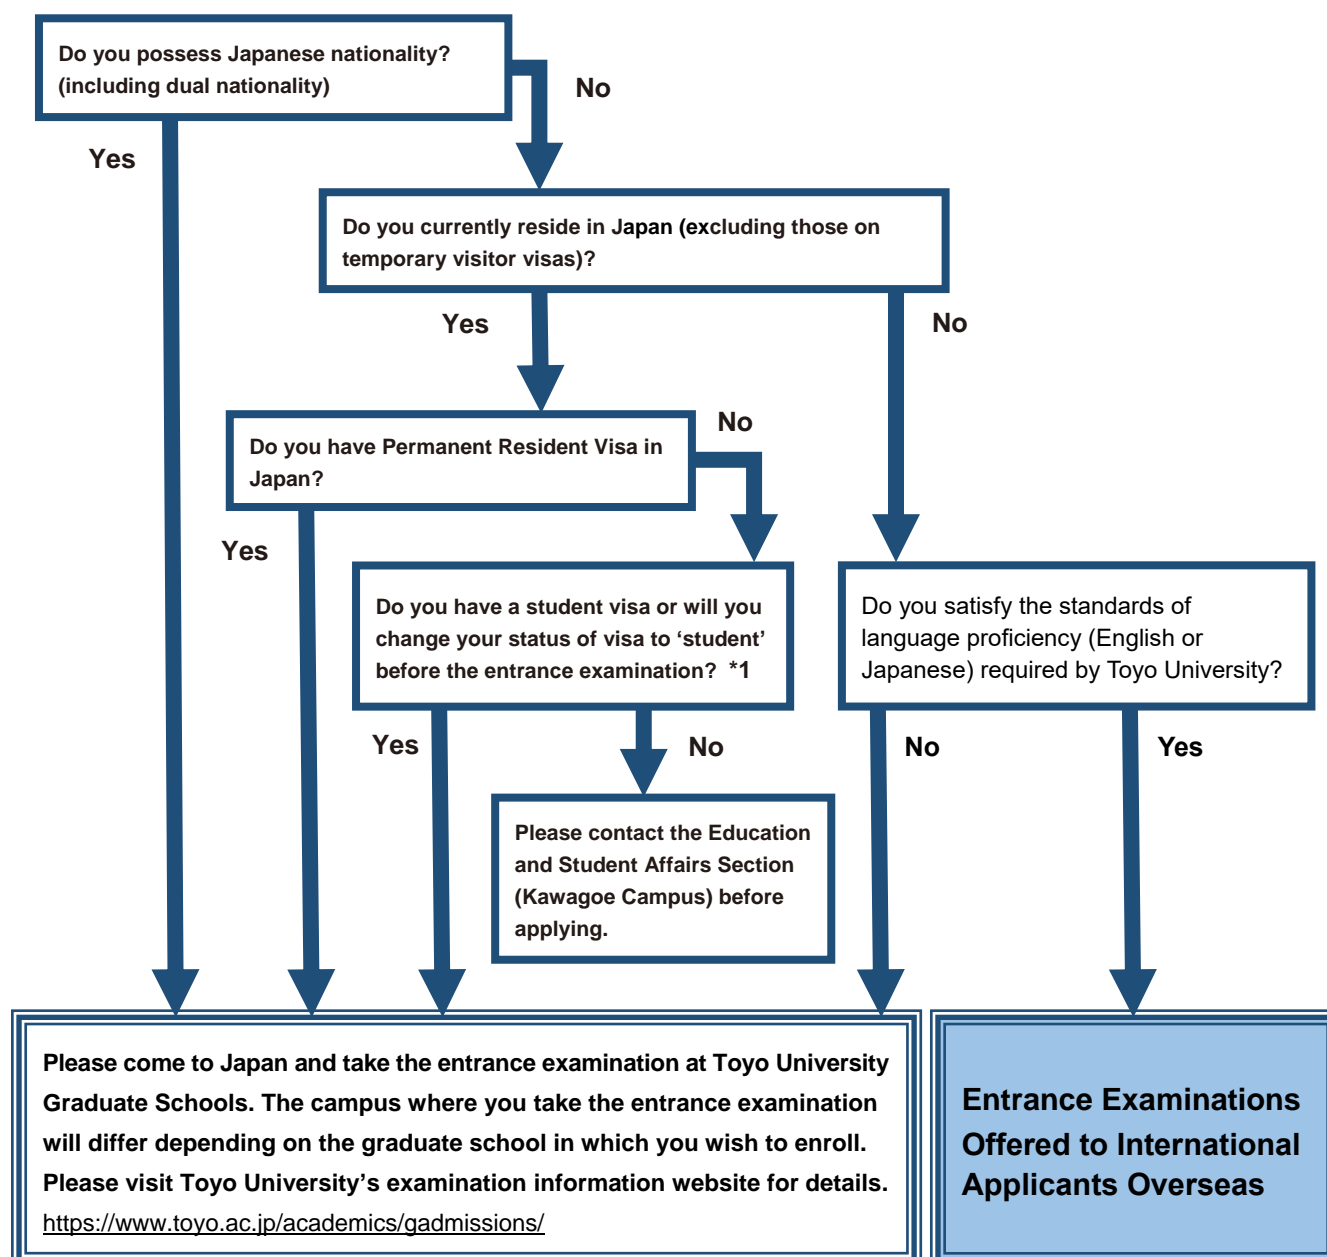 Do you possess Japanese nationality?
(including dual nationality)
No
Yes
Do you currently reside in Japan (excluding those on
temporary visitor visas)?
Yes
No
Do you have Permanent Resident Visa in
Japan?
No
Yes
Do you have a student visa or will you
change your status of visa to ‘student’
before the entrance examination? *1
Do you satisfy the standards of
language proficiency (English or
Japanese) required by Toyo University?
Yes
No
No
Yes
Please contact the Education
and Student Affairs Section
(Kawagoe Campus) before
applying.
Please come to Japan and take the entrance examination at Toyo University
Graduate Schools. The campus where you take the entrance examination
will differ depending on the graduate school in which you wish to enroll.
Please visit Toyo University’s examination information website for details.
https://www.toyo.ac.jp/academics/gadmissions/
Entrance Examinations
Offered to International
Applicants Overseas